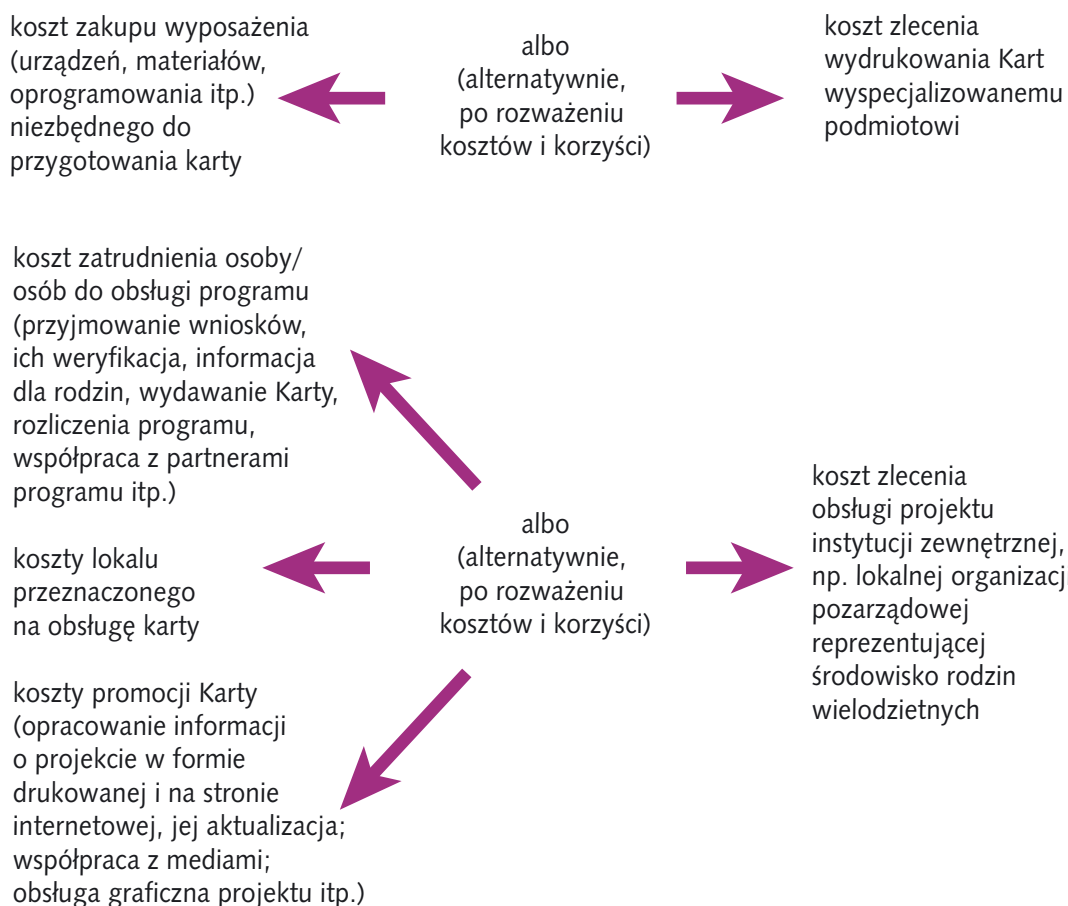 koszt zakupu wyposażenia
(urządzeń, materiałów,
oprogramowania itp.)
niezbędnego do
przygotowania karty
albo
(alternatywnie,
po rozważeniu
kosztów i korzyści)
koszt zlecenia
wydrukowania Kart
wyspecjalizowanemu
podmiotowi
koszt zatrudnienia osoby/
osób do obsługi programu
(przyjmowanie wniosków,
ich weryfikacja, informacja
dla rodzin, wydawanie Karty,
rozliczenia programu,
współpraca z partnerami
programu itp.)
koszty lokalu
przeznaczonego
na obsługę karty
koszty promocji Karty
(opracowanie informacji
o projekcie w formie
drukowanej i na stronie
internetowej, jej aktualizacja;
współpraca z mediami;
obsługa graficzna projektu itp.)
albo
(alternatywnie,
po rozważeniu
kosztów i korzyści)
koszt zlecenia
obsługi projektu
instytucji zewnętrznej,
np. lokalnej organizacji
pozarządowej
reprezentującej
środowisko rodzin
wielodzietnych